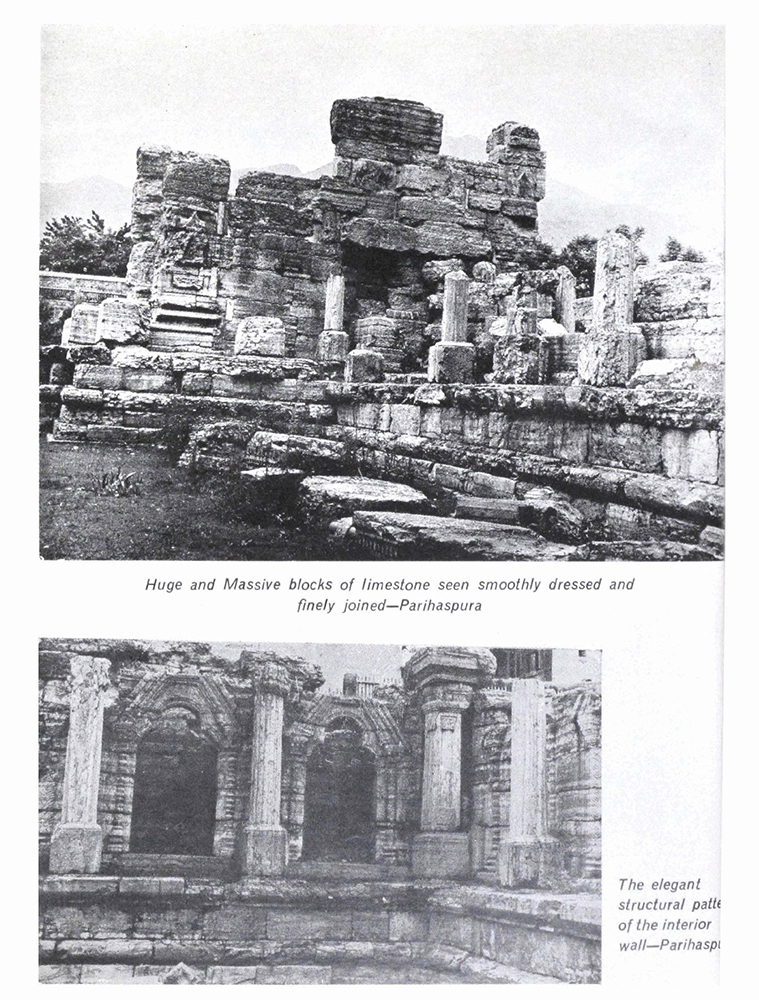 Huge and Massive blocks of limestone seen smoothly dressed and
finely joined—Parihaspura
The elegant
structural patte
of the interior
wall—Parihaspu